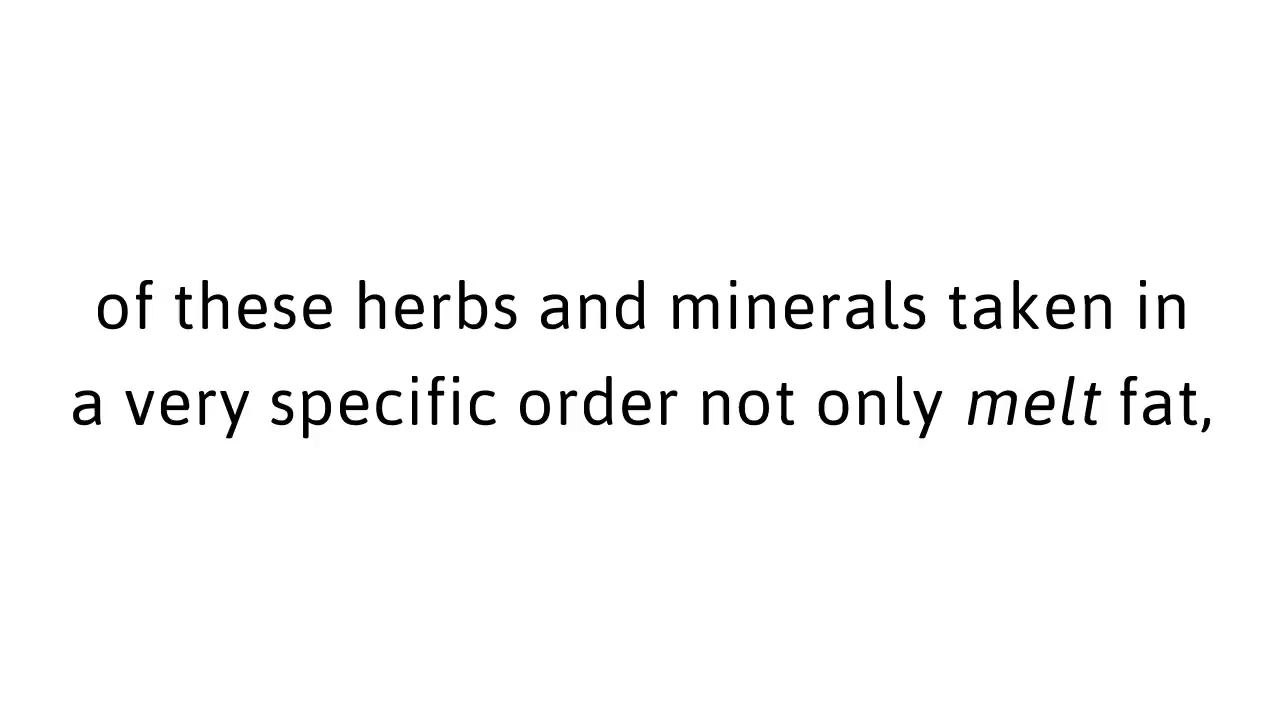 of these herbs and minerals taken in
a very specific order not only melt fat,